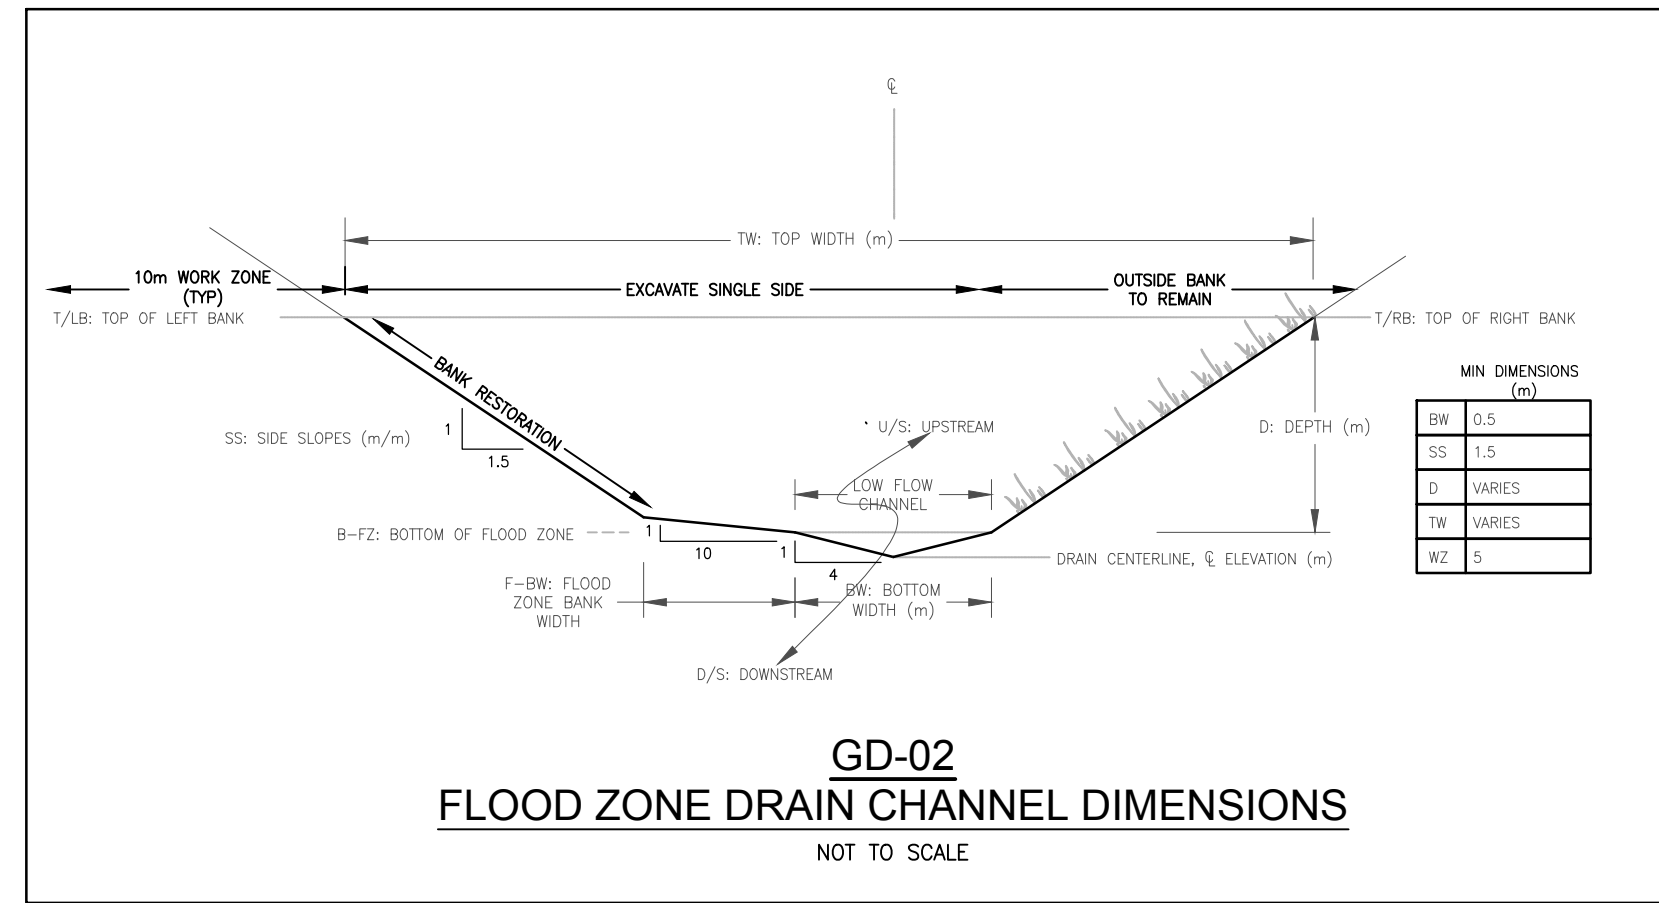 ℄
TW: TOP WIDTH (m)
10m WORK ZONE
(TYP)
EXCAVATE SINGLE SIDE
OUTSIDE BANK
TO REMAIN
T/LB: TOP OF LEFT BANK
T/RB: TOP OF RIGHT BANK
BANK RESTORATION
MIN DIMENSIONS
(m)
BW 0.5
SS 1.5
D VARIES
TW VARIES
WZ 5
SS: SIDE SLOPES (m/m)
1
1.5
U/S: UPSTREAM
D: DEPTH (m)
LOW FLOW
CHANNEL
B-FZ: BOTTOM OF FLOOD ZONE
1
10
1
4
DRAIN CENTERLINE, ℄ ELEVATION (m)
F-BW: FLOOD
ZONE BANK
WIDTH
BW: BOTTOM
WIDTH (m)
D/S: DOWNSTREAM
GD-02
FLOOD ZONE DRAIN CHANNEL DIMENSIONS
NOT TO SCALE